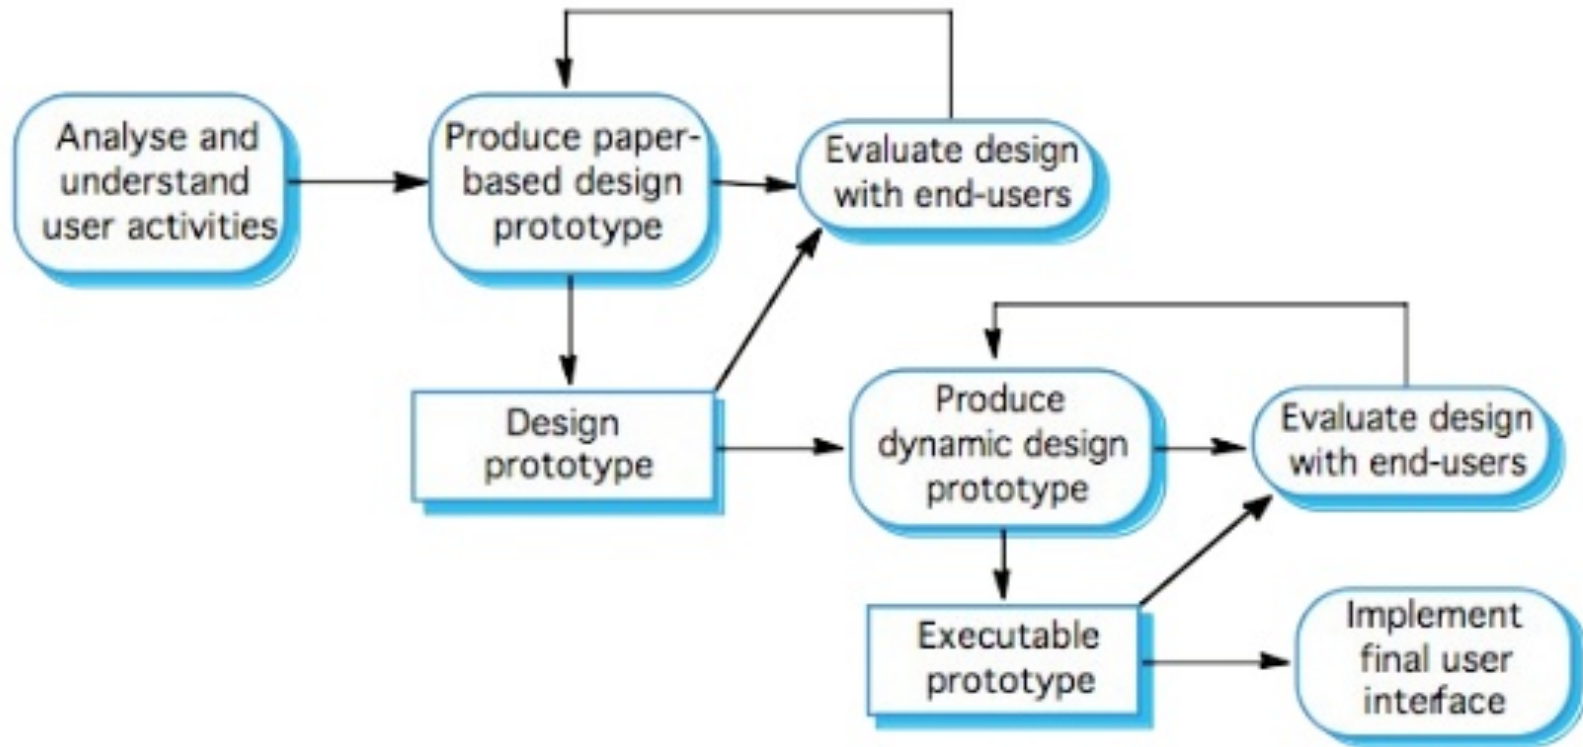 Analyse and
understand
user activities
Produce paper-
based design
prototype
Evaluate design
with end-users
Design
prototype
Produce
dynamic design
prototype
Evaluate design
with end-users
Executable
prototype
Implement
final user
interface